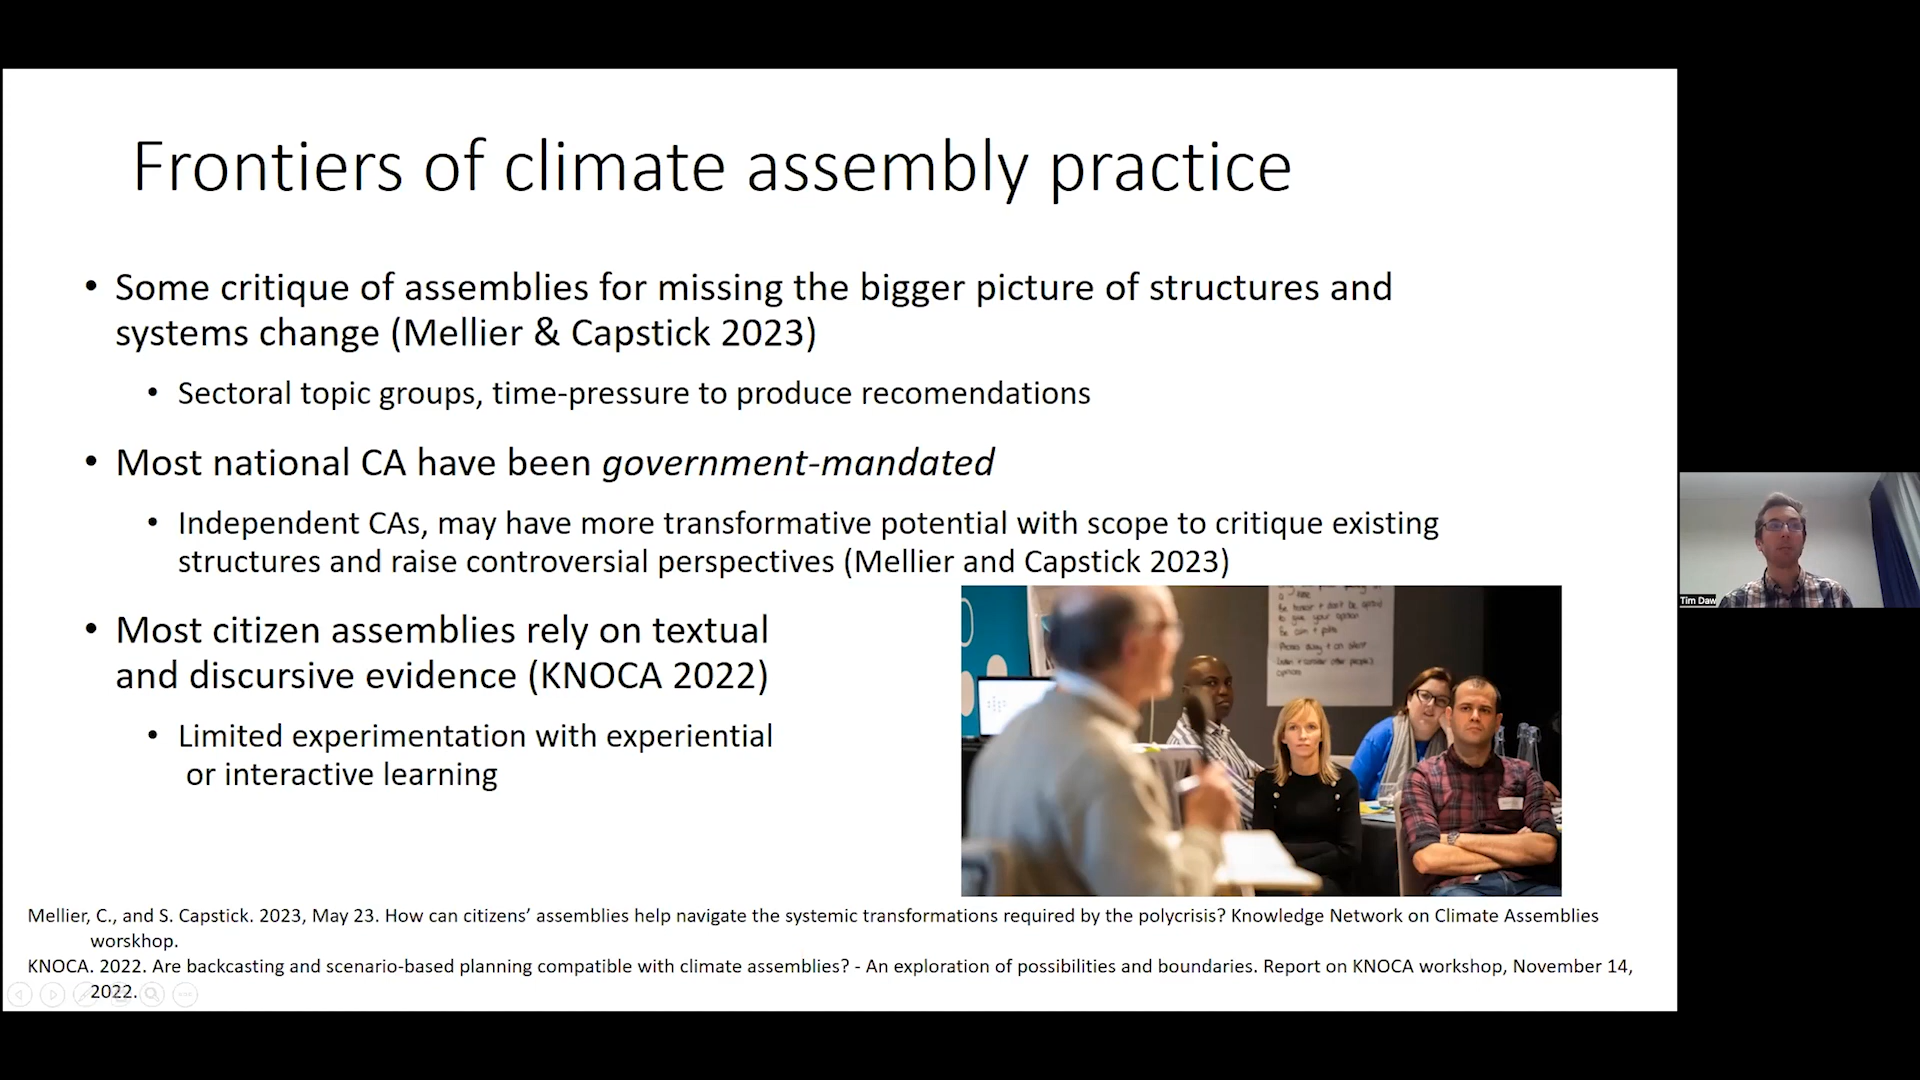 Frontiers of climate assembly practice
• Some critique of assemblies for missing the bigger picture of structures and
systems change (Mellier & Capstick 2023)
• Sectoral topic groups, time-pressure to produce recomendations
• Most national CA have been government-mandated
• Independent CAs, may have more transformative potential with scope to critique existing
structures and raise controversial perspectives (Mellier and Capstick 2023)
• Most citizen assemblies rely on textual
and discursive evidence (KNOCA 2022)
• Limited experimentation with experiential
or interactive learning
to give your opinion
Tim Daw
Mellier, C., and S. Capstick. 2023, May 23. How can citizens’ assemblies help navigate the systemic transformations required by the polycrisis? Knowledge Network on Climate Assemblies
worskhop.
KNOCA. 2022. Are backcasting and scenario-based planning compatible with climate assemblies? - An exploration of possibilities and boundaries. Report on KNOCA workshop, November 14,
2022.